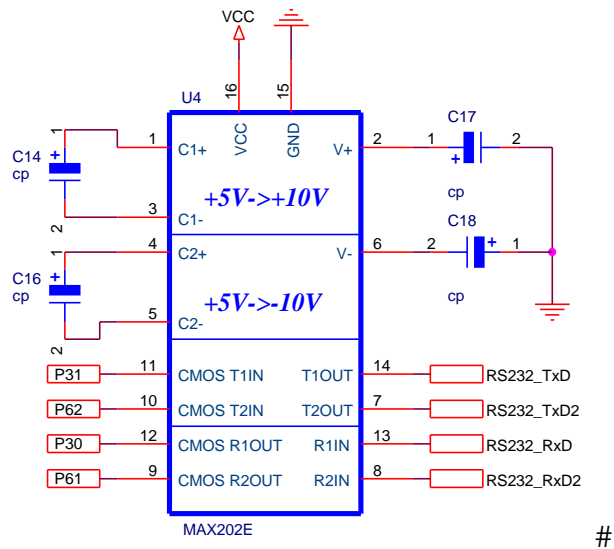 VCC
U4
16
15
VCC
GND
C17
1
1
C1+
V+
2
1
2
C14
cp
+
+
cp
+5V->+10V
C18
2
3
C1-
1
4
C2+
V-
6
2
1
C16
cp
+
+
cp
+5V->-10V
2
5
C2-
P31
11
CMOS T1IN
T1OUT
14
RS232_TxD
P62
10
CMOS T2IN
T2OUT
7
RS232_TxD2
P30
12
CMOS R1OUT
R1IN
13
RS232_RxD
P61
9
CMOS R2OUT
R2IN
8
RS232_RxD2
MAX202E
#